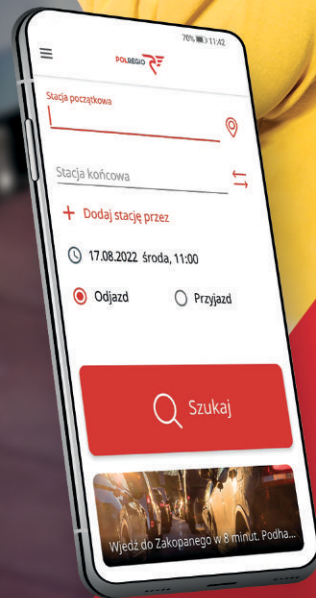 70% 11:42
POLREGIO
Stacja początkowa
Stacja końcowa
+ Dodaj stację przez
17.08.2022 środa, 11:00
Odjazd Przyjazd
Szukaj
Wjedź do Zakopanego w 8 minut. Podha...